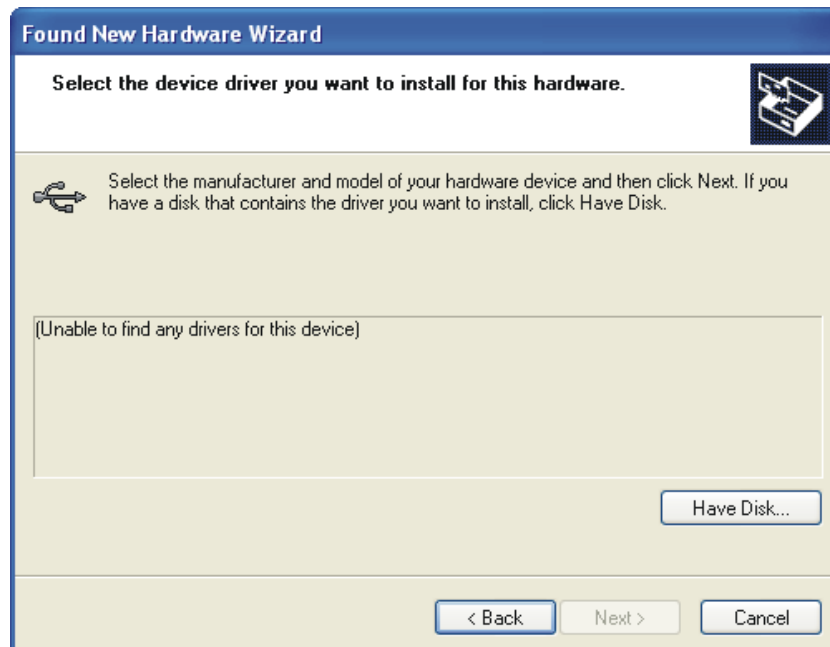 Found New Hardware Wizard
Select the device driver you want to install for this hardware.
Select the manufacturer and model of your hardware device and then click Next. If you
have a disk that contains the driver you want to install, click Have Disk.
(Unable to find any drivers for this device)
Have Disk...
< Back
Next >
Cancel